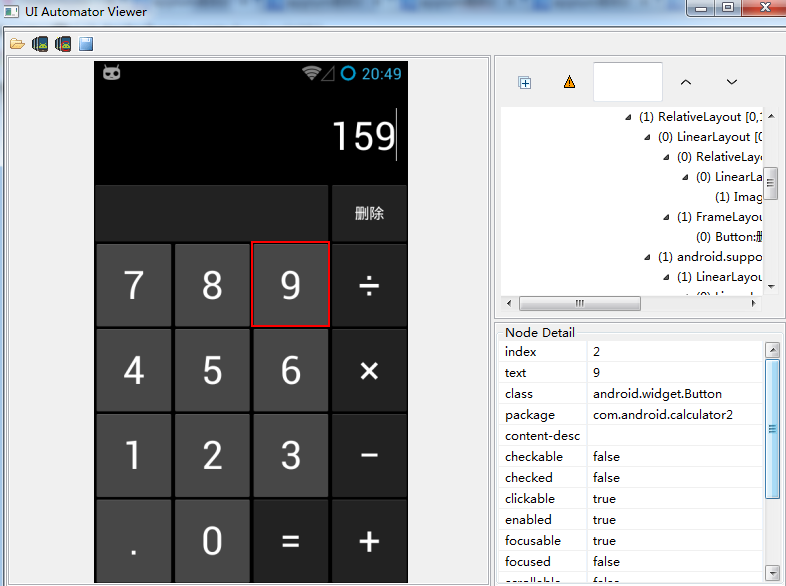 UI Automator Viewer
20:49
159
删除
7 8 9 ÷
4 5 6 ×
1 2 3 −
. 0 = +
(1) RelativeLayout [0,1
(0) LinearLayout [0
(0) RelativeLayo
(0) LinearLa
(1) Imag
(1) FrameLayou
(0) Button:删
(1) android.suppo
(1) LinearLayou
Node Detail
index 2
text 9
class android.widget.Button
package com.android.calculator2
content-desc
checkable false
checked false
clickable true
enabled true
focusable true
focused false
scrollable false